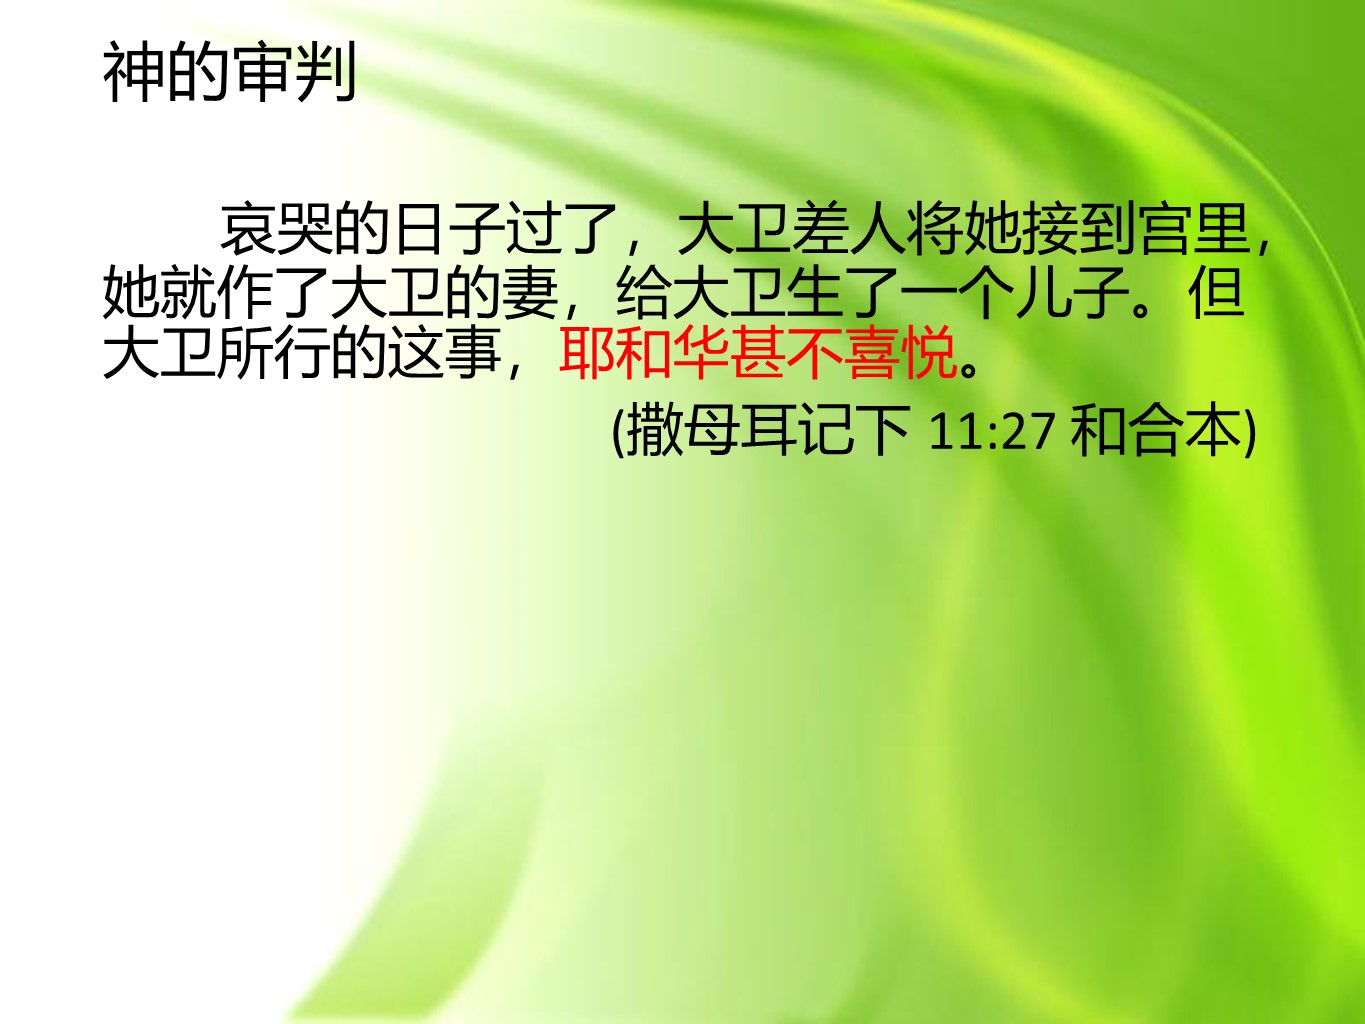 神的审判
哀哭的日子过了，大卫差人将她接到宫里，
她就作了大卫的妻，给大卫生了一个儿子。但
大卫所行的这事，耶和华甚不喜悦。
(撒母耳记下 11:27 和合本)